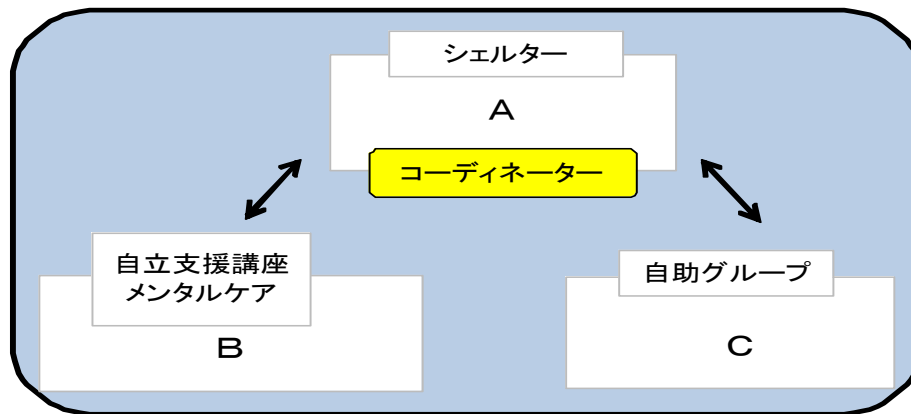 シェルター
A
コーディネーター
自立支援講座
メンタルケア
B
自助グループ
C